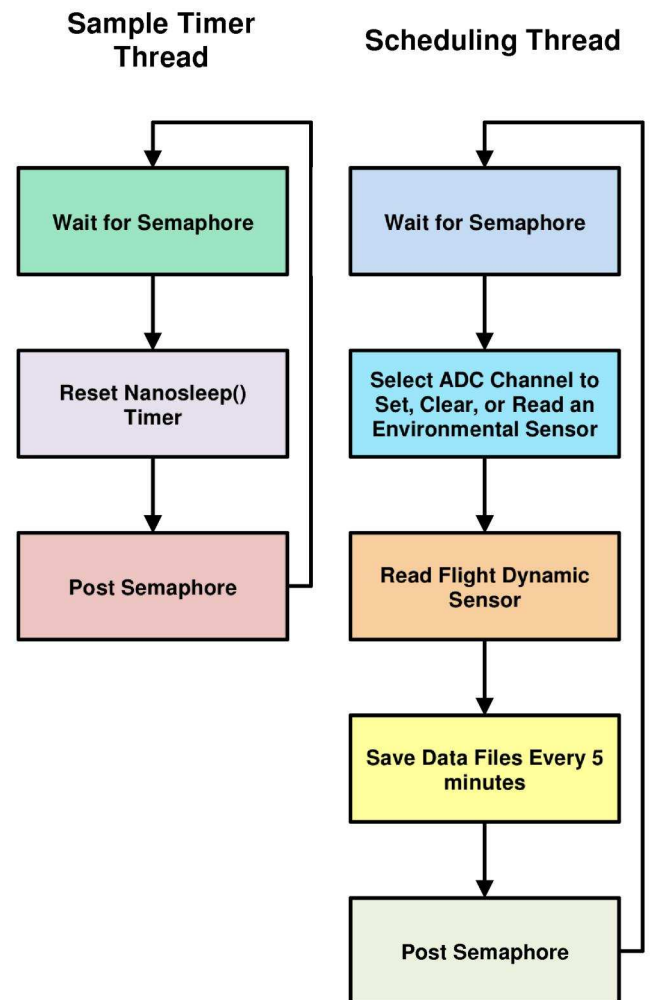 Sample Timer
Thread
Wait for Semaphore
Reset Nanosleep()
Timer
Post Semaphore
Scheduling Thread
Wait for Semaphore
Select ADC Channel to
Set, Clear, or Read an
Environmental Sensor
Read Flight Dynamic
Sensor
Save Data Files Every 5
minutes
Post Semaphore